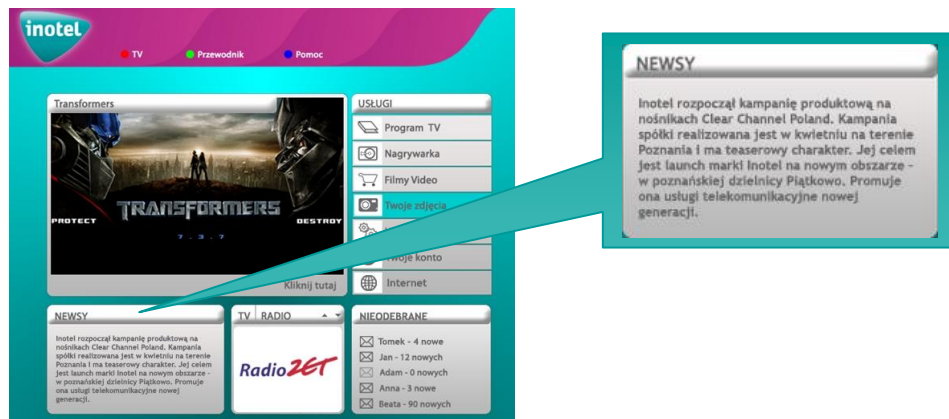 inotel
TV
Przewodnik
Pomoc
Transformers
PROTECT
TRANSFORMERS
DESTROY
7.3.7
Kliknij tutaj
USŁUGI
Program TV
Nagrywarka
Filmy Video
Twoje zdjęcia
Twoje konto
Internet
NEWSY
Inotel rozpoczął kampanię produktową na
nośnikach Clear Channel Poland. Kampania
spółki realizowana jest w kwietniu na terenie
Poznania i ma teaserowy charakter. Jej celem
jest launch marki Inotel na nowym obszarze -
w poznańskiej dzielnicy Piątkowo. Promuje
ona usługi telekomunikacyjne nowej
generacji.
TV RADIO
Radio ZET
NIEODEBRANE
Tomek - 4 nowe
Jan - 12 nowych
Adam - 0 nowych
Anna - 3 nowe
Beata - 90 nowych
NEWSY
Inotel rozpoczął kampanię produktową na
nośnikach Clear Channel Poland. Kampania
spółki realizowana jest w kwietniu na terenie
Poznania i ma teaserowy charakter. Jej celem
jest launch marki Inotel na nowym obszarze -
w poznańskiej dzielnicy Piątkowo. Promuje
ona usługi telekomunikacyjne nowej
generacji.